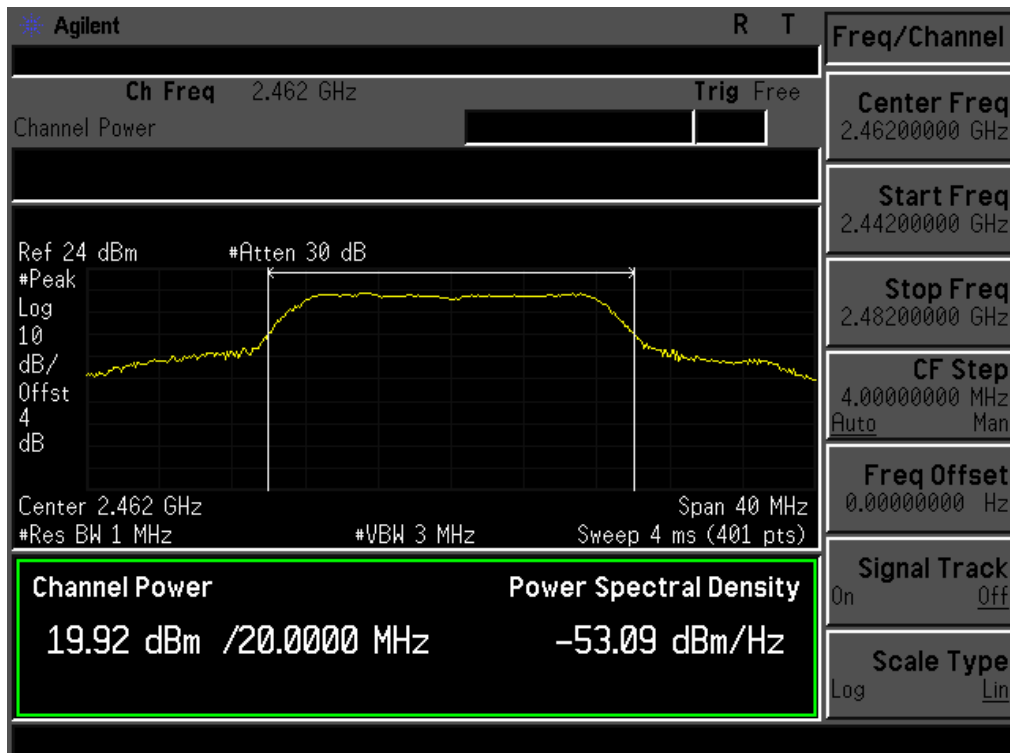 Agilent R T
Ch Freq 2.462 GHz Trig Free
Channel Power
Ref 24 dBm #Atten 30 dB
#Peak
Log
10
dB/
Offst
4
dB
Center 2.462 GHz Span 40 MHz
#Res BW 1 MHz #VBW 3 MHz Sweep 4 ms (401 pts)
Channel Power Power Spectral Density
19.92 dBm /20.0000 MHz -53.09 dBm/Hz
Freq/Channel
Center Freq
2.46200000 GHz
Start Freq
2.44200000 GHz
Stop Freq
2.48200000 GHz
CF Step
4.00000000 MHz
Auto Man
Freq Offset
0.00000000 Hz
Signal Track
On Off
Scale Type
Log Lin